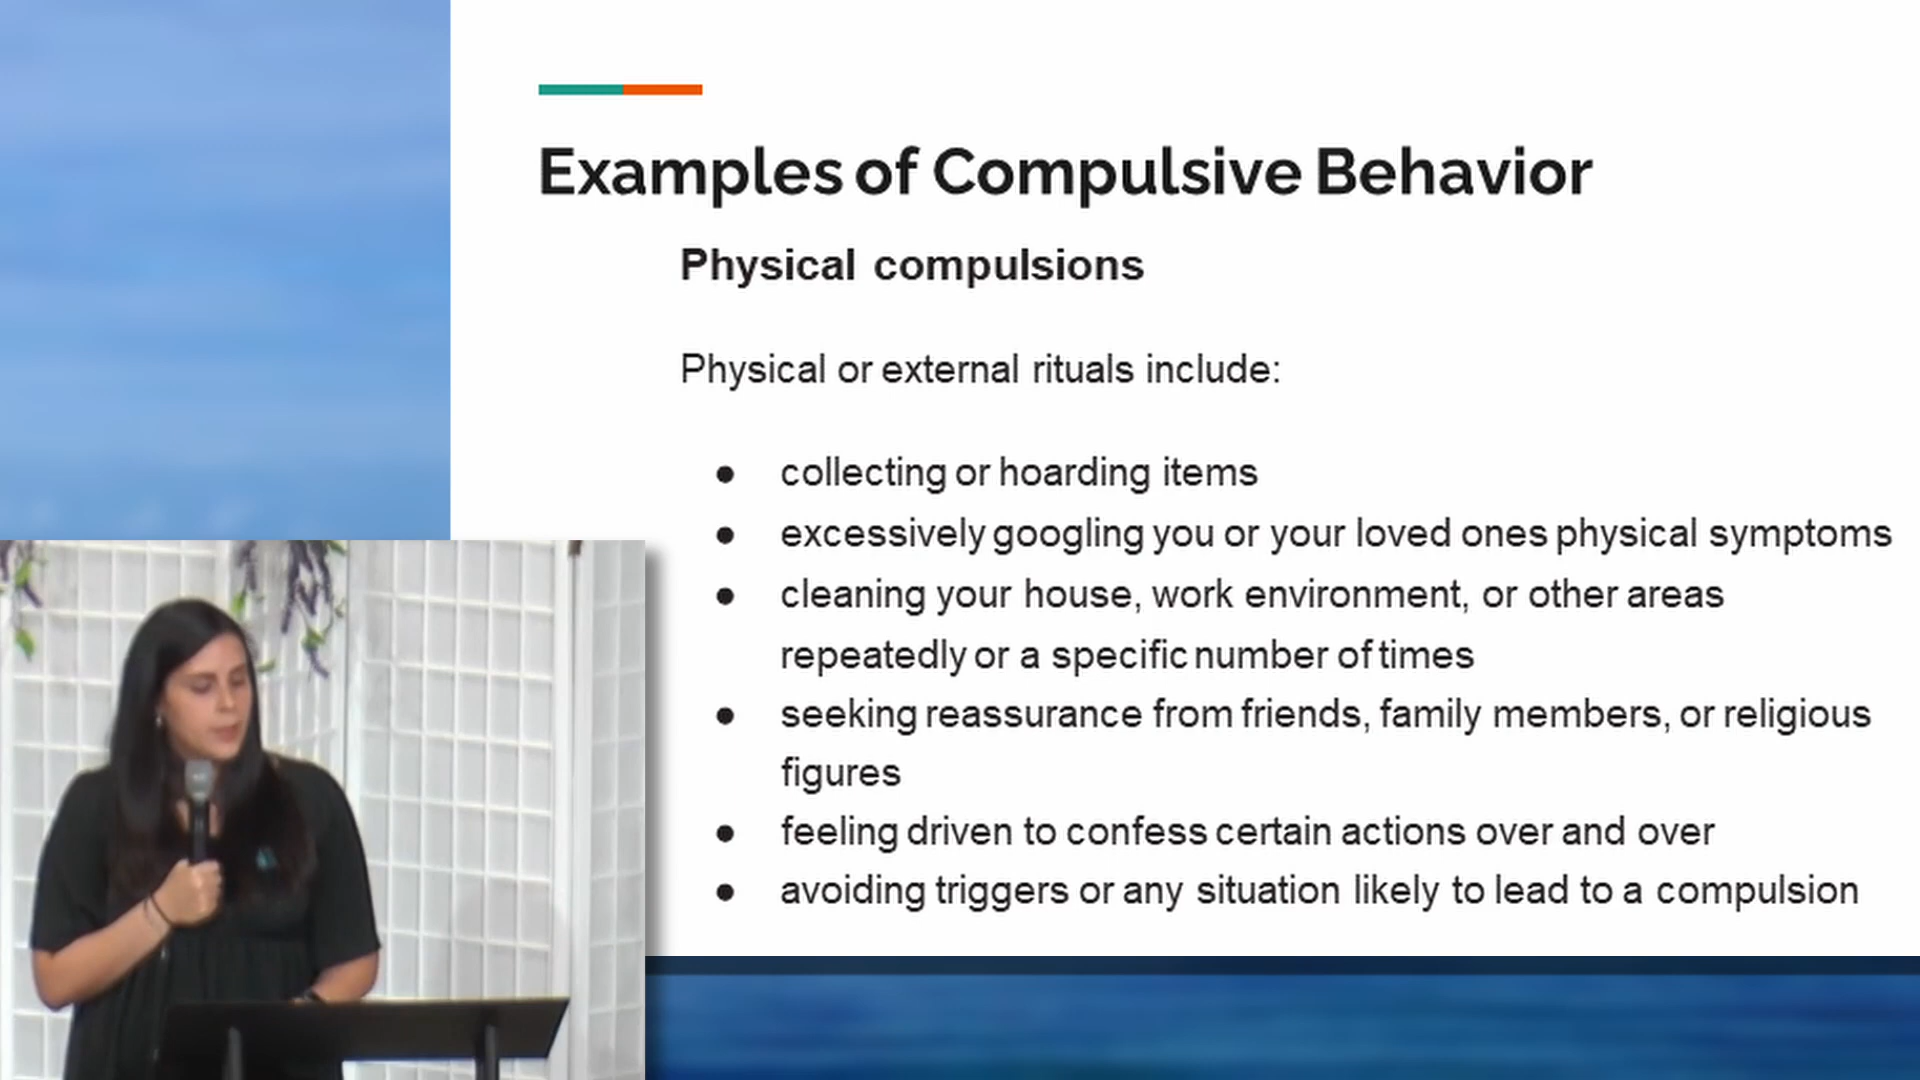 Examples of Compulsive Behavior
Physical compulsions
Physical or external rituals include:
● collecting or hoarding items
● excessively googling you or your loved ones physical symptoms
● cleaning your house, work environment, or other areas
repeatedly or a specific number of times
● seeking reassurance from friends, family members, or religious
figures
● feeling driven to confess certain actions over and over
● avoiding triggers or any situation likely to lead to a compulsion